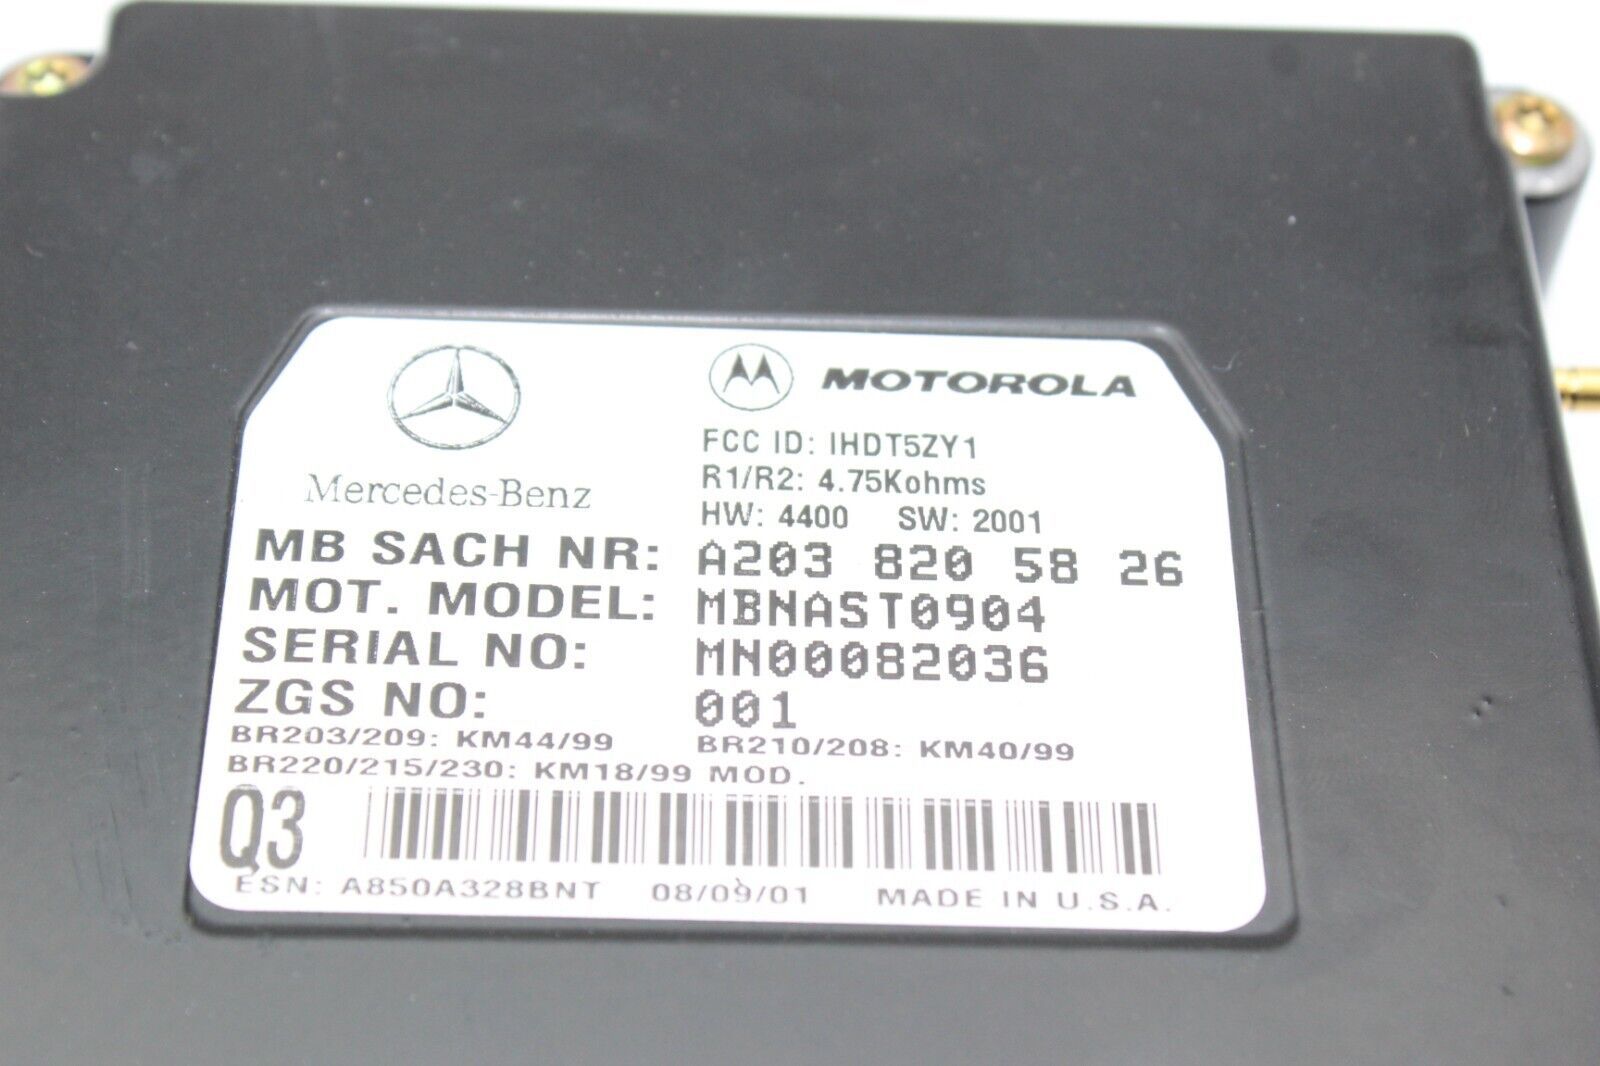 Mercedes-Benz
MOTOROLA
FCC ID: IHDT5ZY1
R1/R2: 4.75Kohms
HW: 4400 SW: 2001
MB SACH NR: A203 820 58 26
MOT. MODEL: MBNAST0904
SERIAL NO: MN00082036
ZGS NO: 001
BR203/209: KM44/99 BR210/208: KM40/99
BR220/215/230: KM18/99 MOD.
Q3
ESN: A850A328BNT 08/09/01 MADE IN U.S.A.